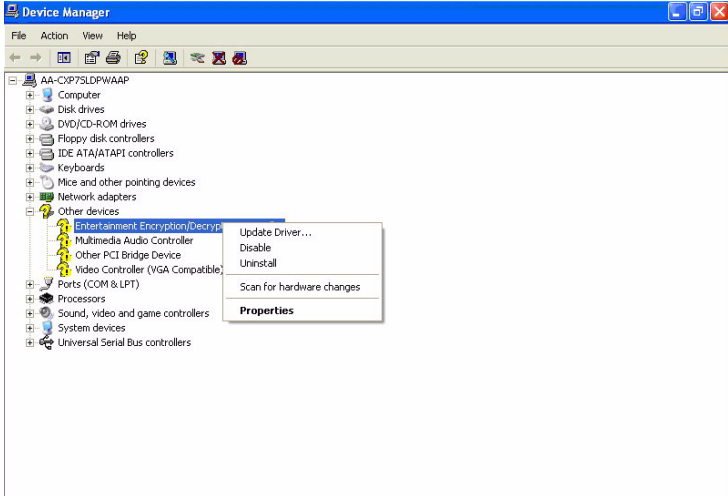 Device Manager
File Action View Help
AA-CXP7SLDPWAAP
Computer
Disk drives
DVD/CD-ROM drives
Floppy disk controllers
IDE ATA/ATAPI controllers
Keyboards
Mice and other pointing devices
Network adapters
Other devices
Entertainment Encryption/Decryp
Multimedia Audio Controller
Other PCI Bridge Device
Video Controller (VGA Compatible)
Ports (COM & LPT)
Processors
Sound, video and game controllers
System devices
Universal Serial Bus controllers
Update Driver...
Disable
Uninstall
Scan for hardware changes
Properties